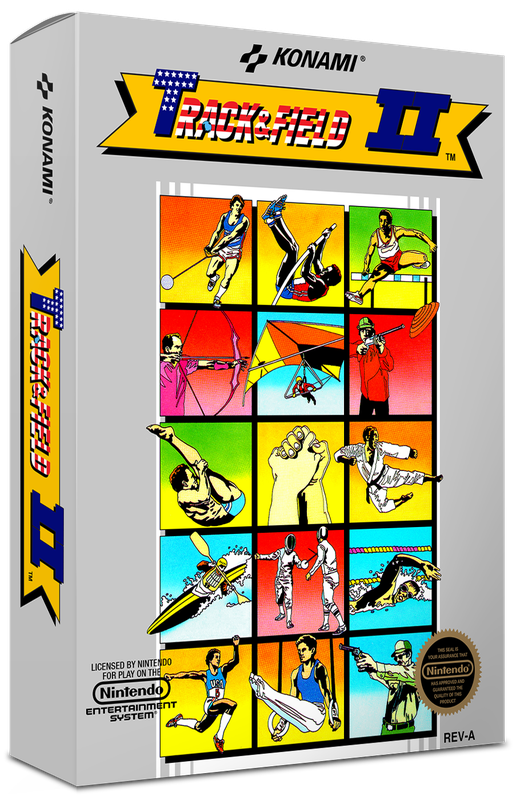 KONAMI®
TRACK & FIELD II
TM
KONAMI®
TRACK & FIELD II
TM
USA
LICENSED BY NINTENDO
FOR PLAY ON THE
Nintendo
ENTERTAINMENT
SYSTEM®
THIS SEAL IS
YOUR ASSURANCE THAT
Nintendo
HAS APPROVED AND
GUARANTEED THE
QUALITY OF THIS
PRODUCT
REV-A